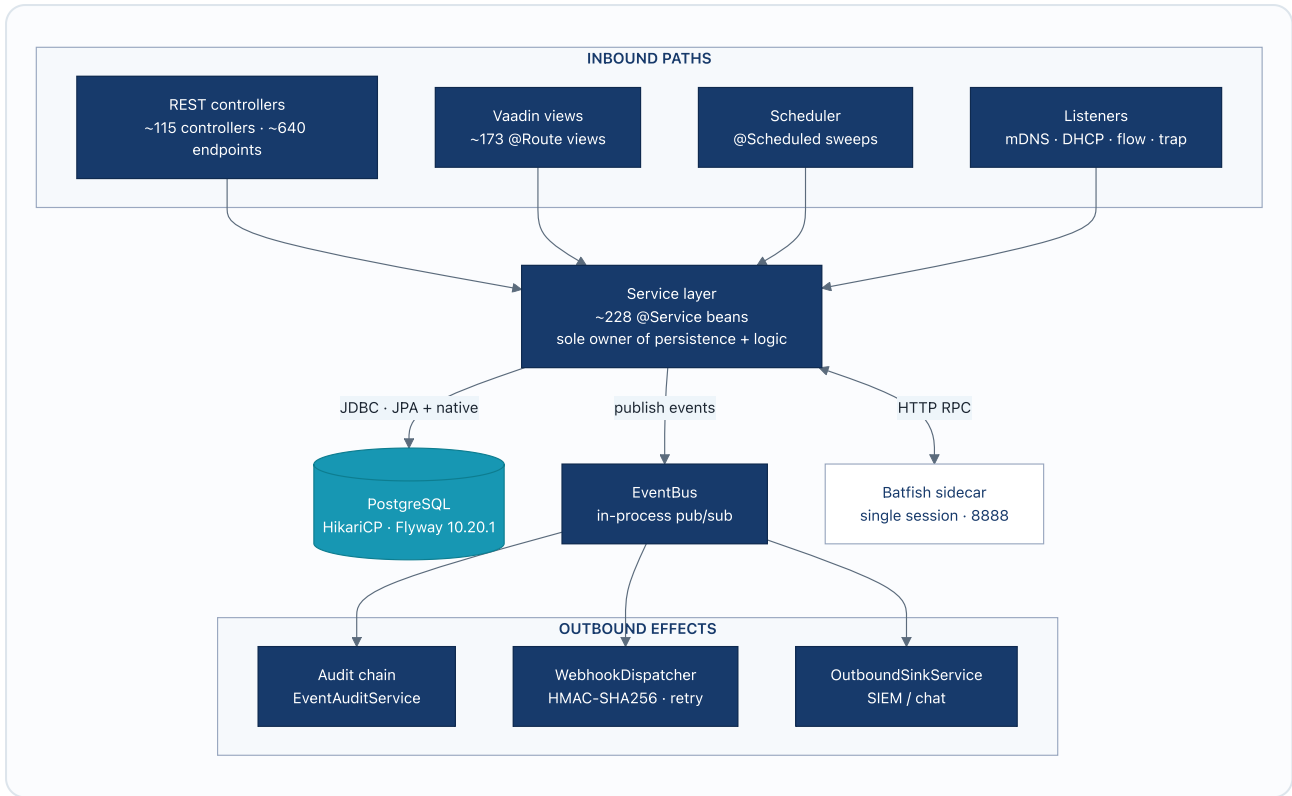 INBOUND PATHS
REST controllers
~115 controllers · ~640
endpoints
Vaadin views
~173 @Route views
Scheduler
@Scheduled sweeps
Listeners
mDNS · DHCP · flow · trap
Service layer
~228 @Service beans
sole owner of persistence + logic
JDBC · JPA + native
publish events
HTTP RPC
PostgreSQL
HikariCP · Flyway 10.20.1
EventBus
in-process pub/sub
Batfish sidecar
single session · 8888
OUTBOUND EFFECTS
Audit chain
EventAuditService
WebhookDispatcher
HMAC-SHA256 · retry
OutboundSinkService
SIEM / chat